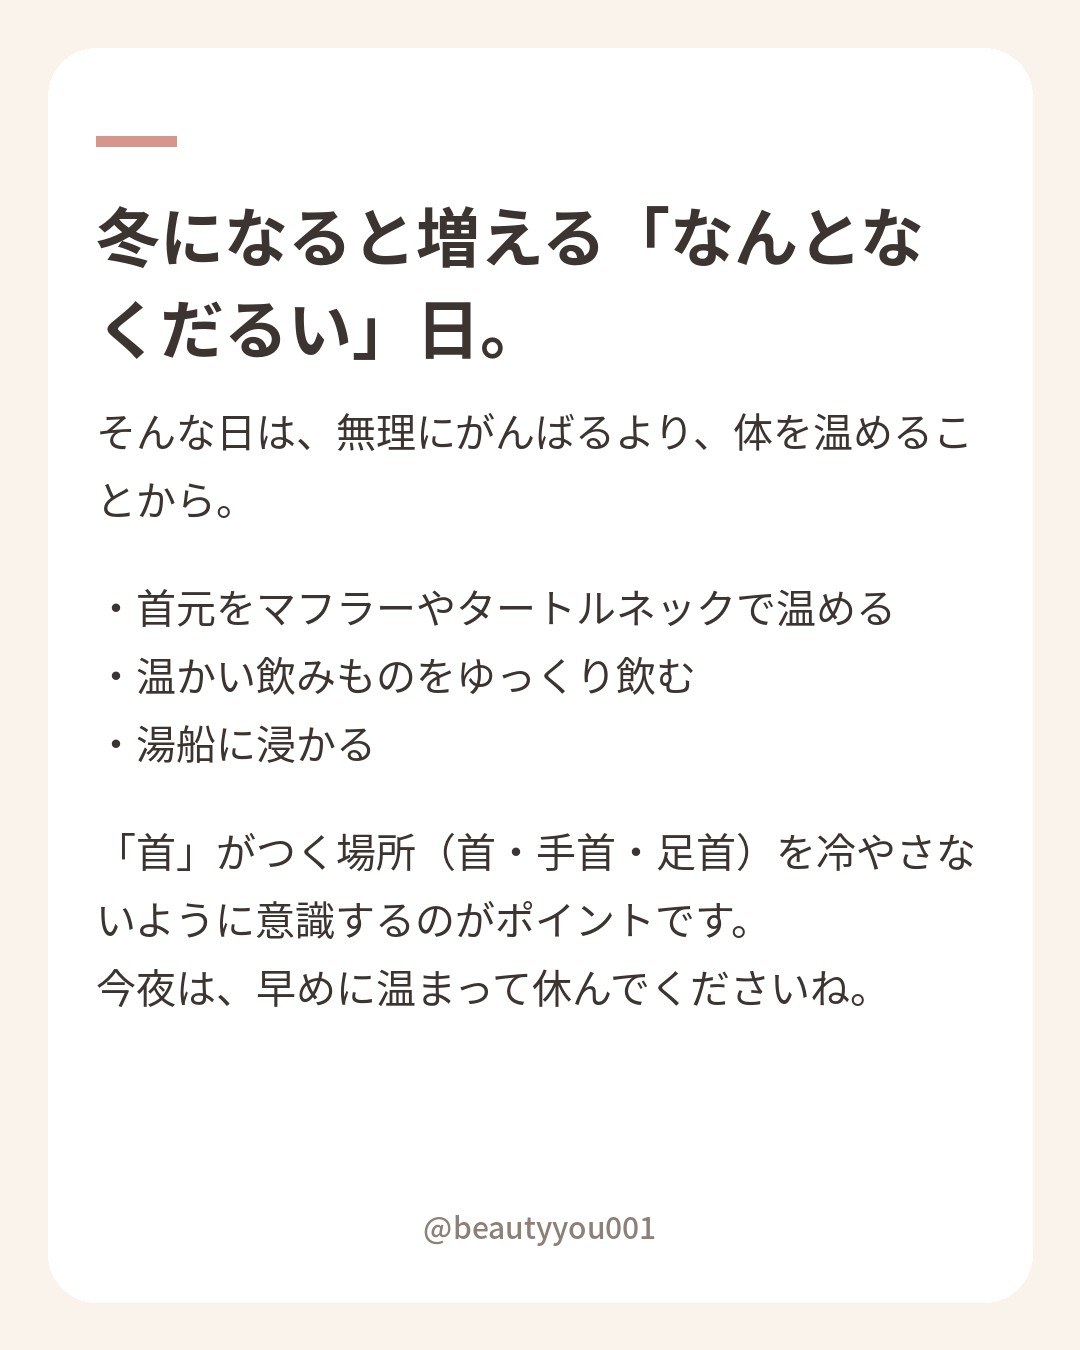 冬になると増える「なんとな
くだるい」日。
そんな日は、無理にがんばるより、体を温めるこ
とから。
・首元をマフラーやタートルネックで温める
・温かい飲みものをゆっくり飲む
・湯船に浸かる
「首」がつく場所（首・手首・足首）を冷やさな
いように意識するのがポイントです。
今夜は、早めに温まって休んでくださいね。
@beautyyou001